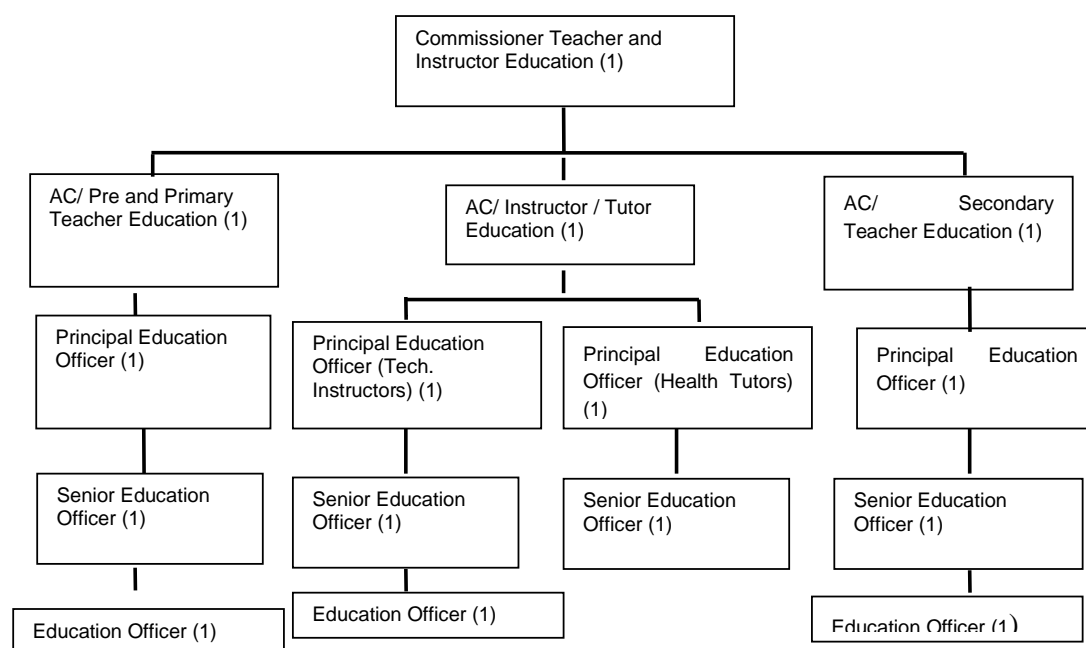 Commissioner Teacher and
Instructor Education (1)
AC/ Pre and Primary
Teacher Education (1)
AC/ Instructor / Tutor
Education (1)
AC/ Secondary
Teacher Education (1)
Principal Education
Officer (1)
Principal Education
Officer (Tech.
Instructors) (1)
Principal Education
Officer (Health Tutors)
(1)
Principal Education
Officer (1)
Senior Education
Officer (1)
Senior Education
Officer (1)
Senior Education
Officer (1)
Senior Education
Officer (1)
Education Officer (1)
Education Officer (1)
Education Officer (1)